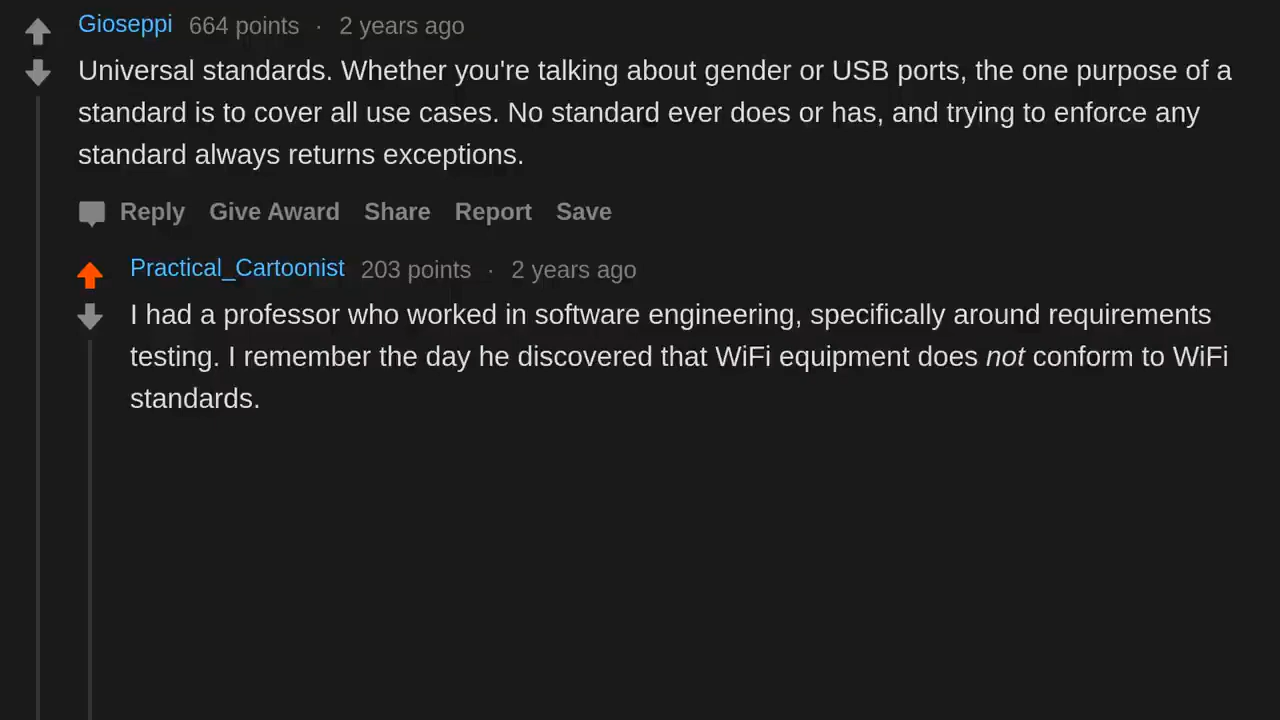 Gioseppi 664 points · 2 years ago
Universal standards. Whether you're talking about gender or USB ports, the one purpose of a
standard is to cover all use cases. No standard ever does or has, and trying to enforce any
standard always returns exceptions.
Reply Give Award Share Report Save
Practical_Cartoonist 203 points · 2 years ago
I had a professor who worked in software engineering, specifically around requirements
testing. I remember the day he discovered that WiFi equipment does not conform to WiFi
standards.